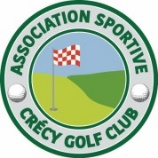 ASSOCIATION SPORTIVE
CRÉCY GOLF CLUB